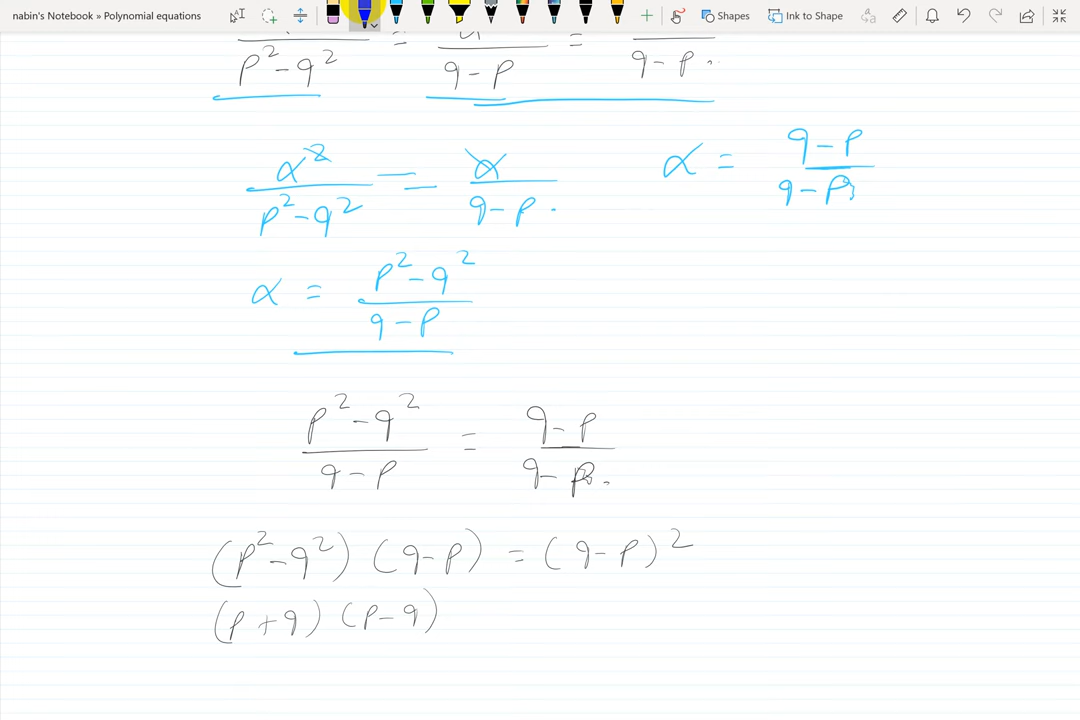 nabin's Notebook » Polynomial equations Shapes Ink to Shape
p² - q² = q - p = q - p.
α² / p² - q² = α / q - p. α = q - p / q - p
α = p² - q² / q - p
p² - q² / q - p = q - p / q - p.
(p² - q²) (q - p) = (q - p)²
(p + q) (p - q)